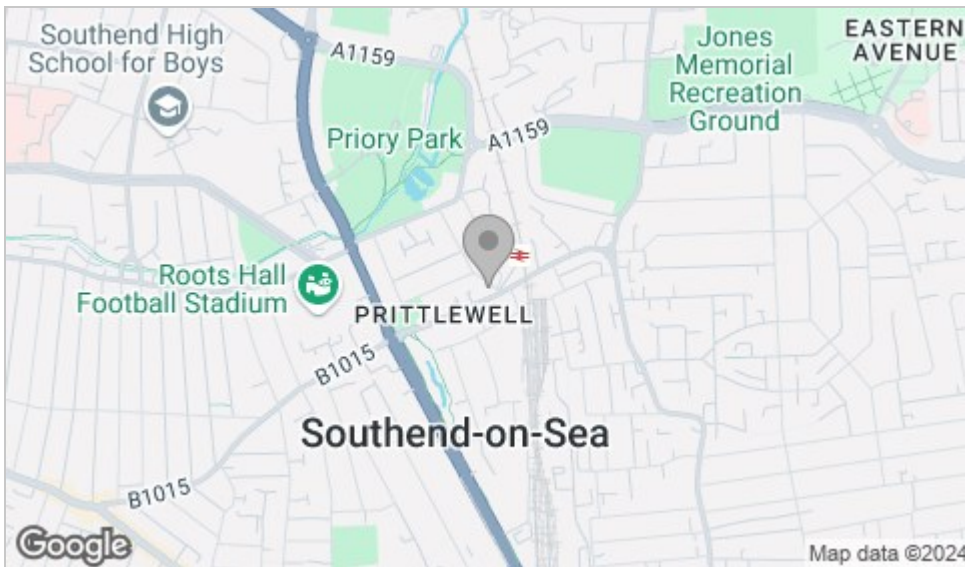 Southend High
School for Boys
A1159
Priory Park
A1159
Jones
Memorial
Recreation
Ground
EASTERN
AVENUE
Roots Hall
Football Stadium
PRITTLEWELL
B1015
Southend-on-Sea
B1015
Google
Map data ©2024